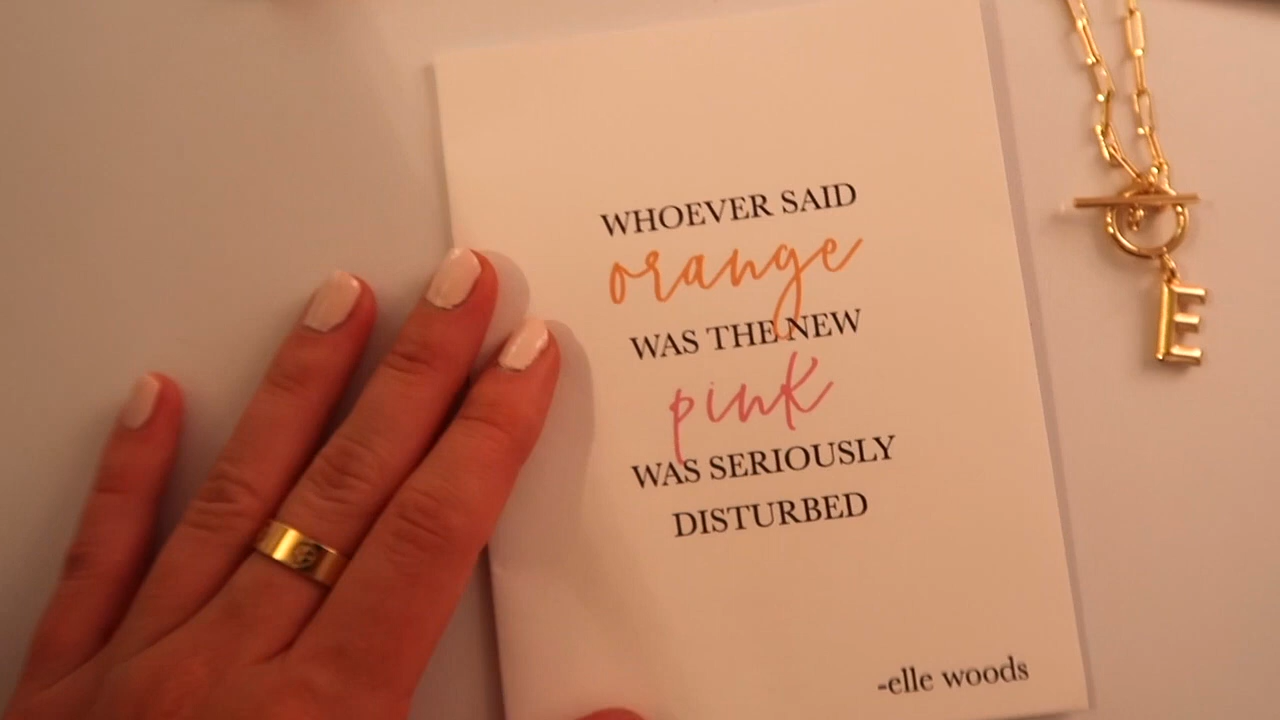 WHOEVER SAID
orange
WAS THE NEW
pink
WAS SERIOUSLY
DISTURBED
-elle woods
E